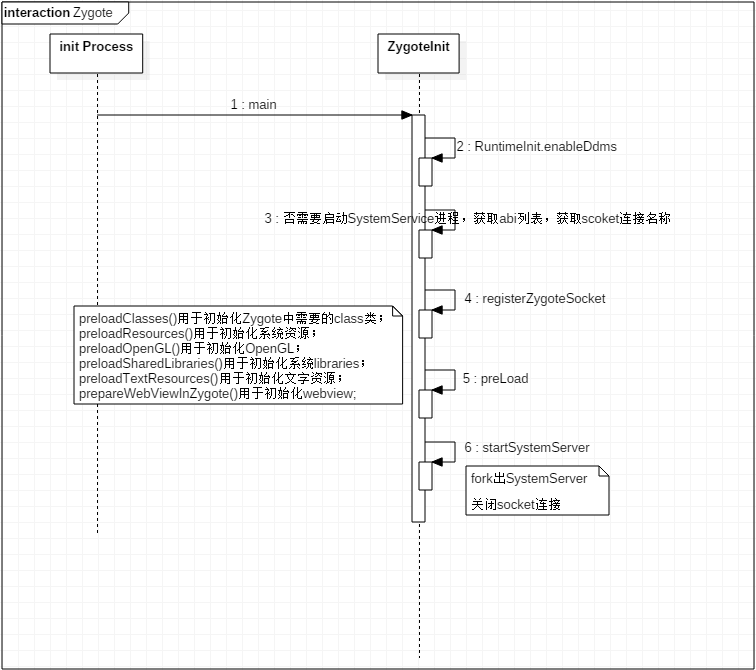 interaction Zygote
init Process
ZygoteInit
1 : main
2 : RuntimeInit.enableDdms
3 : 否需要启动SystemService进程，获取abi列表，获取scoket连接名称
4 : registerZygoteSocket
preloadClasses()用于初始化Zygote中需要的class类；
preloadResources()用于初始化系统资源；
preloadOpenGL()用于初始化OpenGL；
preloadSharedLibraries()用于初始化系统libraries；
preloadTextResources()用于初始化文字资源；
prepareWebViewInZygote()用于初始化webview;
5 : preLoad
6 : startSystemServer
fork出SystemServer
关闭socket连接